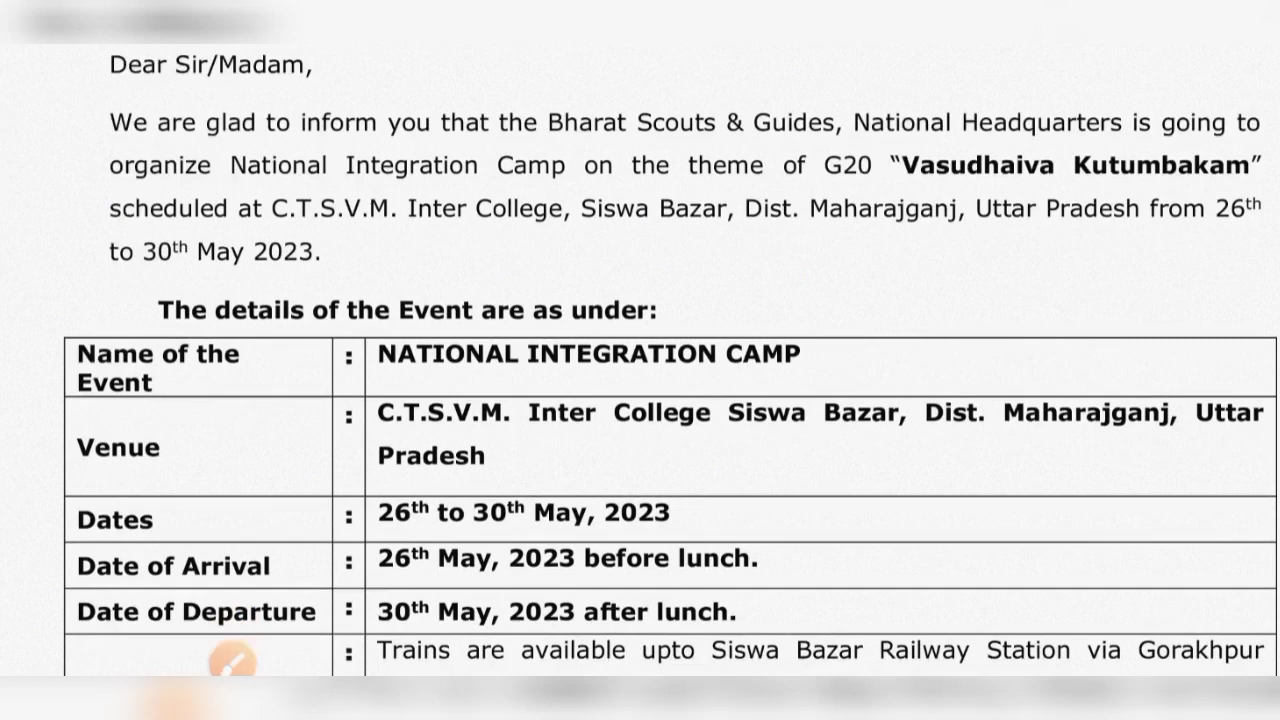 Dear Sir/Madam,
We are glad to inform you that the Bharat Scouts & Guides, National Headquarters is going to
organize National Integration Camp on the theme of G20 “Vasudhaiva Kutumbakam”
scheduled at C.T.S.V.M. Inter College, Siswa Bazar, Dist. Maharajganj, Uttar Pradesh from 26th
to 30th May 2023.
The details of the Event are as under:
Name of the Event : NATIONAL INTEGRATION CAMP
Venue : C.T.S.V.M. Inter College Siswa Bazar, Dist. Maharajganj, Uttar
Pradesh
Dates : 26th to 30th May, 2023
Date of Arrival : 26th May, 2023 before lunch.
Date of Departure : 30th May, 2023 after lunch.
: Trains are available upto Siswa Bazar Railway Station via Gorakhpur